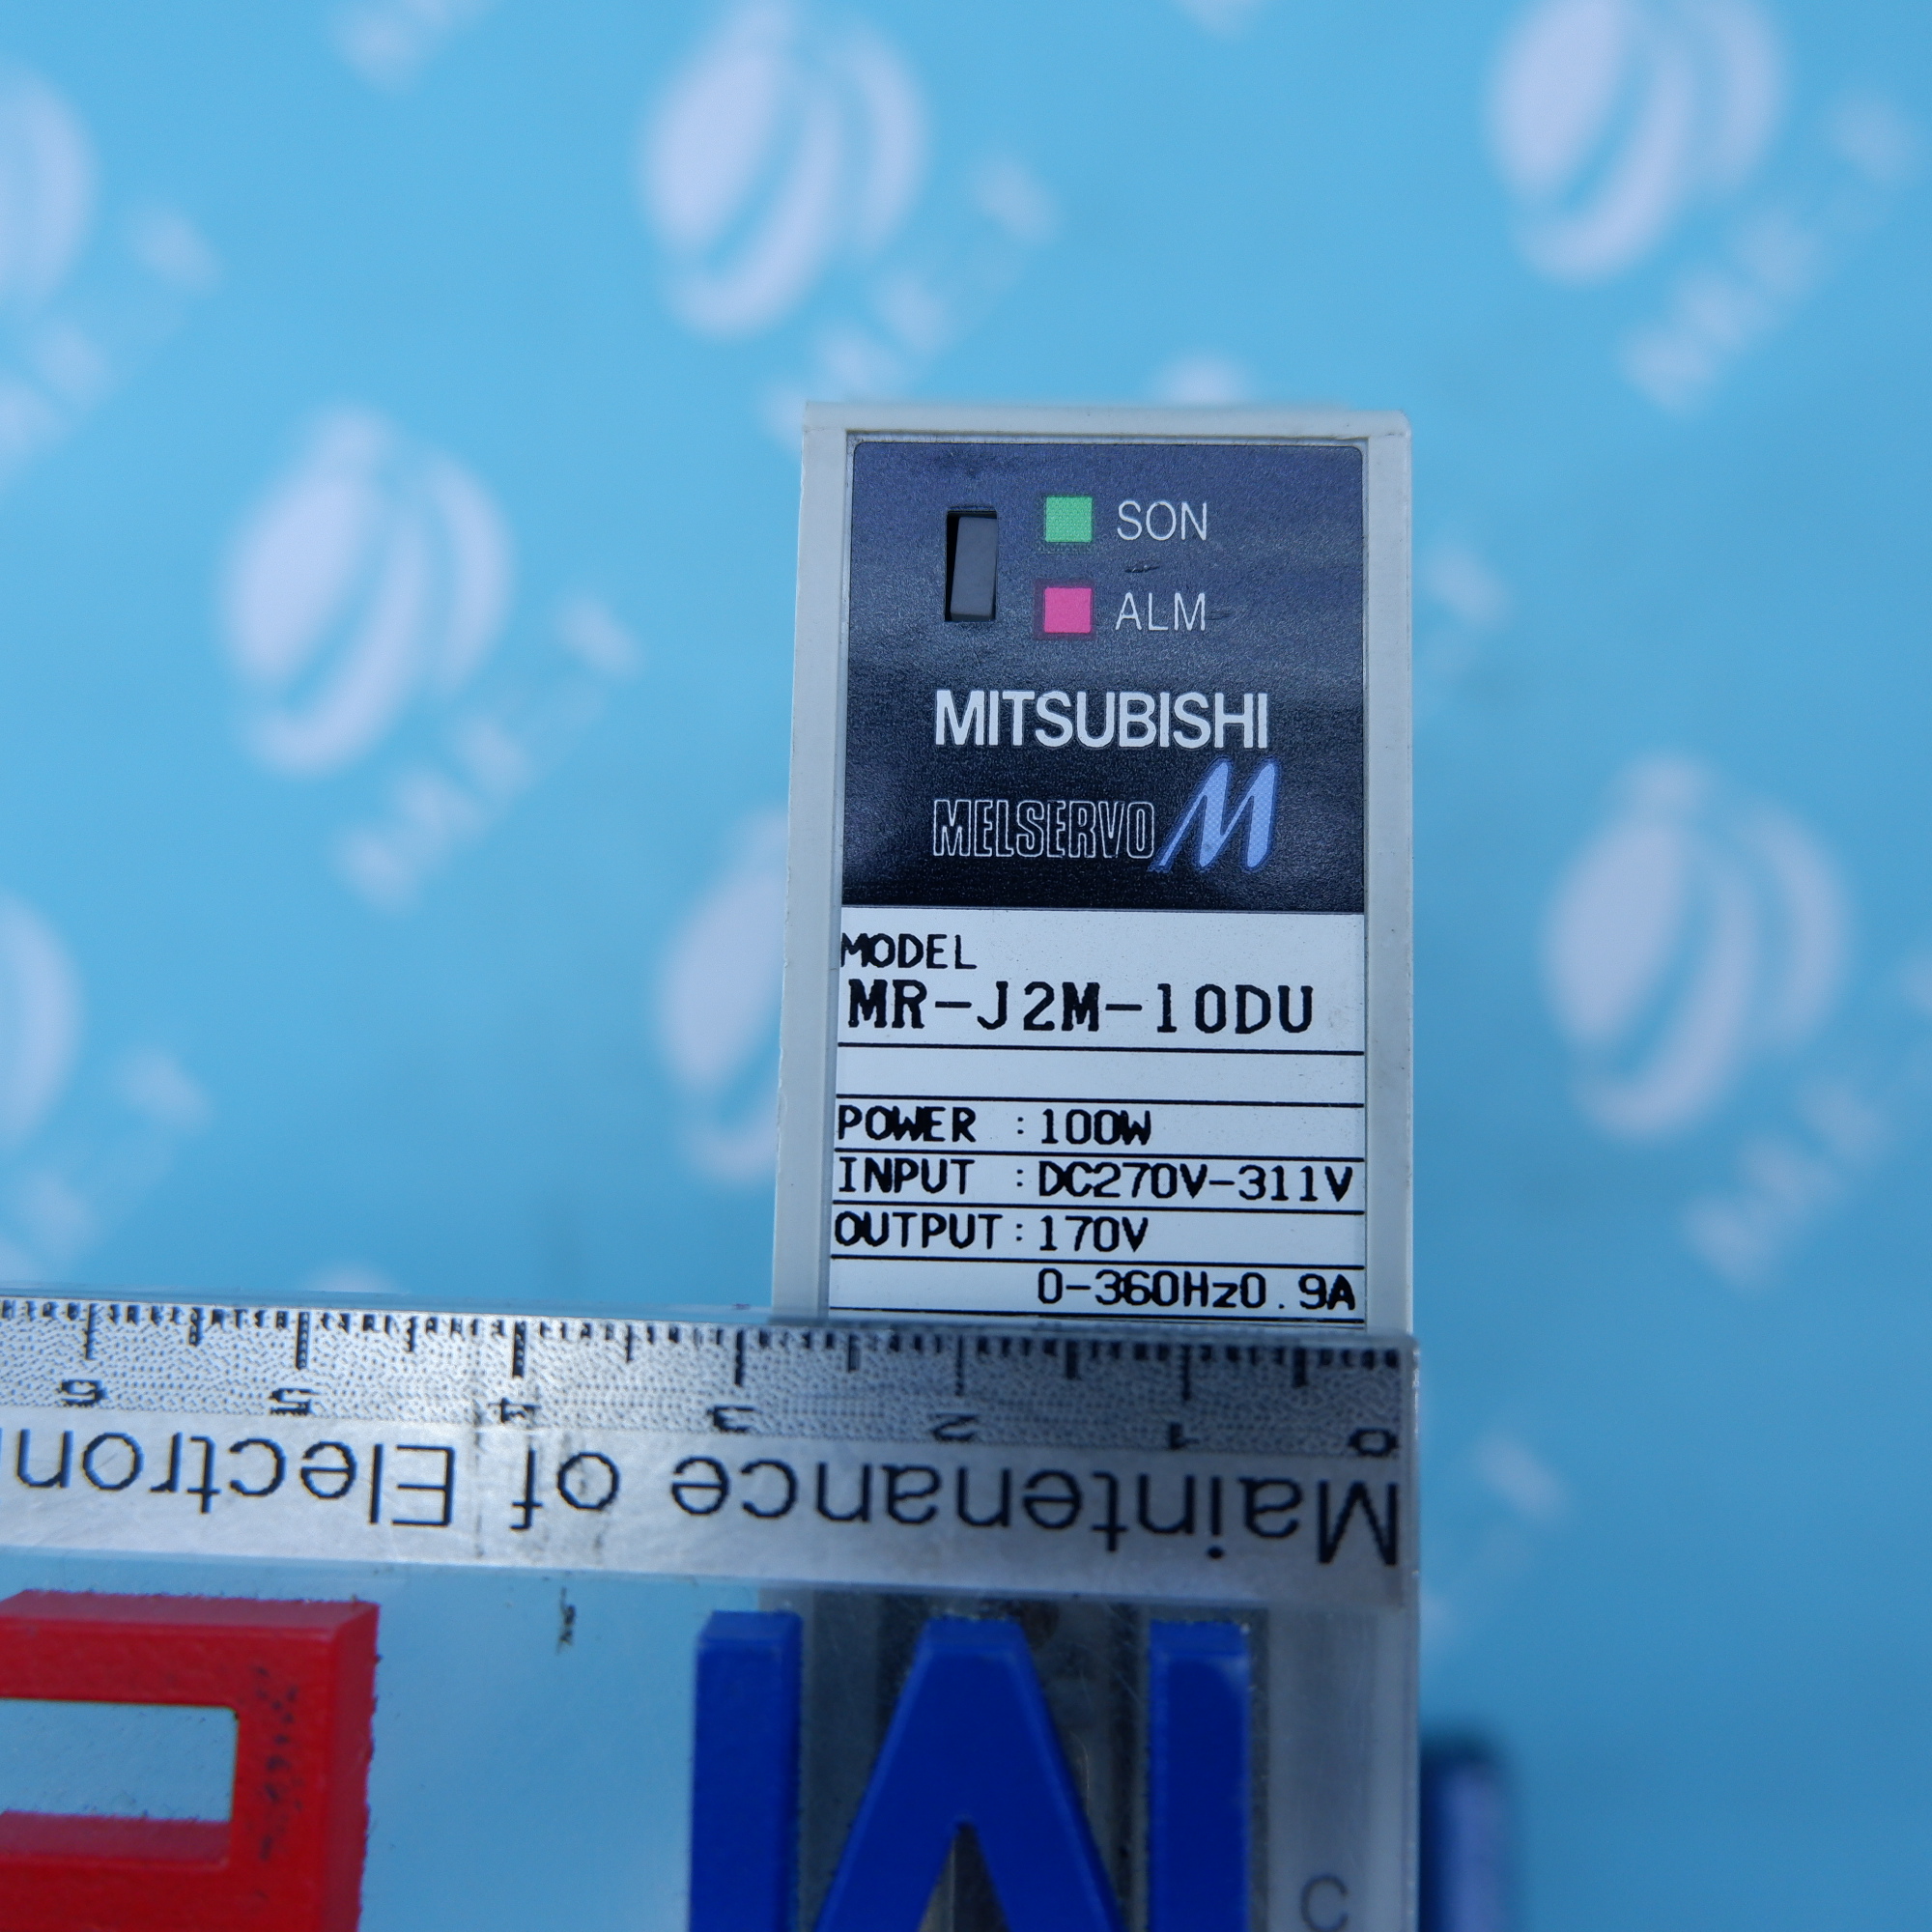 SON
ALM
MITSUBISHI
MELSERVO M
MODEL
MR-J2M-10DU
POWER :100W
INPUT :DC270V-311V
OUTPUT:170V
0-360Hz0.9A
0 1 2 3 4 5 6
Maintenance of Electron
M
C
MKT